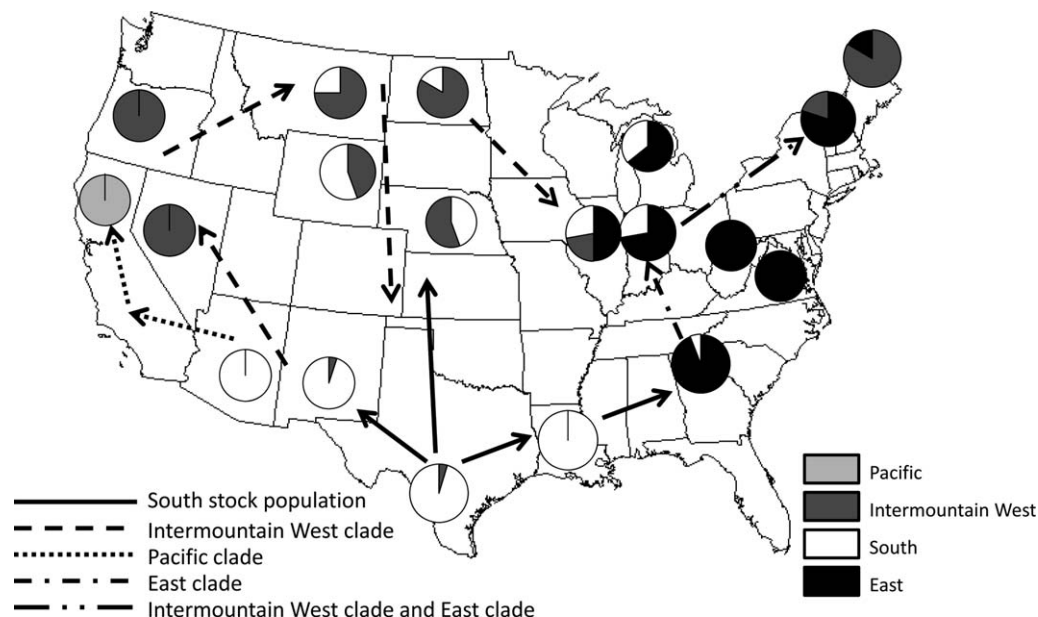 South stock population
Intermountain West clade
Pacific clade
East clade
Intermountain West clade and East clade
Pacific
Intermountain West
South
East